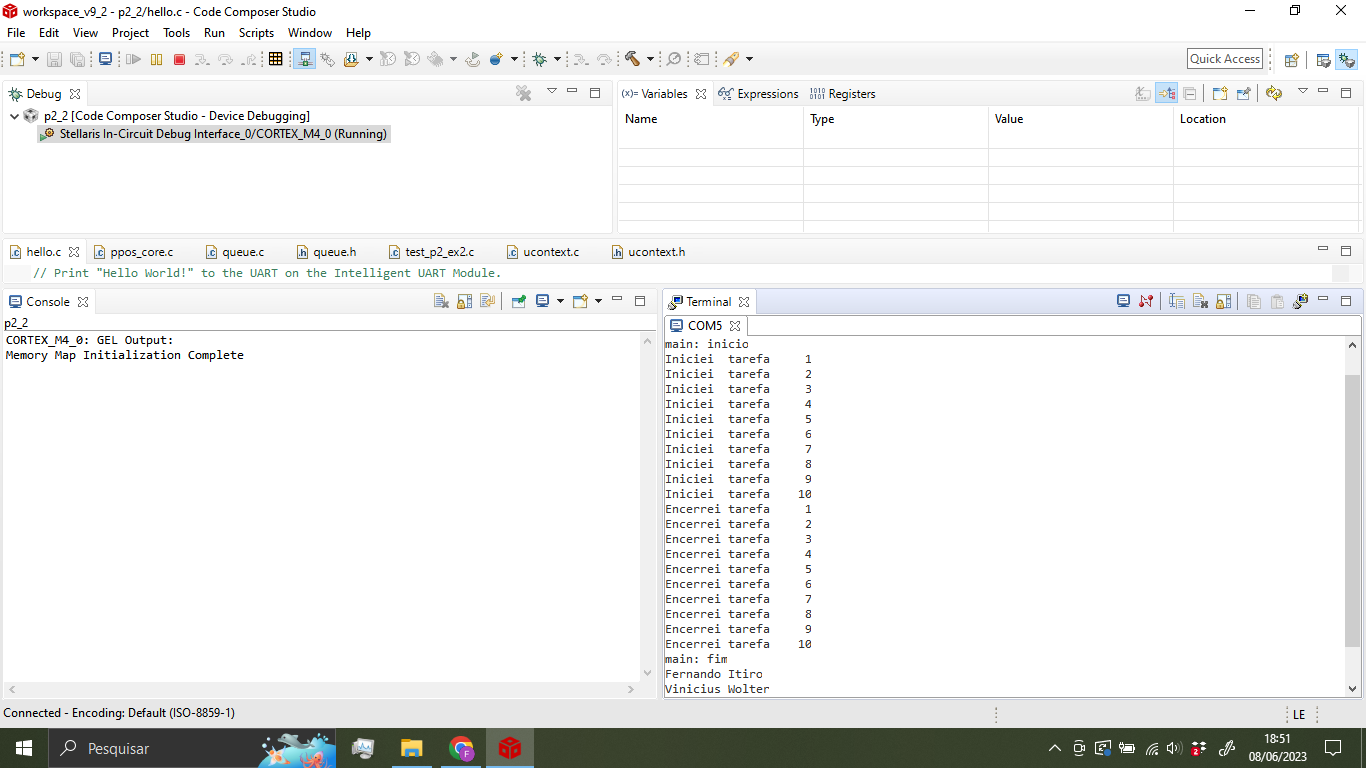 workspace_v9_2 - p2_2/hello.c - Code Composer Studio
File Edit View Project Tools Run Scripts Window Help
Quick Access
Debug
p2_2 [Code Composer Studio - Device Debugging]
Stellaris In-Circuit Debug Interface_0/CORTEX_M4_0 (Running)
(x)= Variables Expressions 1010 0101 Registers
Name Type Value Location
hello.c ppos_core.c queue.c queue.h test_p2_ex2.c ucontext.c ucontext.h
// Print "Hello World!" to the UART on the Intelligent UART Module.
Console
p2_2
CORTEX_M4_0: GEL Output:
Memory Map Initialization Complete
Terminal
COM5
main: inicio
Iniciei tarefa 1
Iniciei tarefa 2
Iniciei tarefa 3
Iniciei tarefa 4
Iniciei tarefa 5
Iniciei tarefa 6
Iniciei tarefa 7
Iniciei tarefa 8
Iniciei tarefa 9
Iniciei tarefa 10
Encerrei tarefa 1
Encerrei tarefa 2
Encerrei tarefa 3
Encerrei tarefa 4
Encerrei tarefa 5
Encerrei tarefa 6
Encerrei tarefa 7
Encerrei tarefa 8
Encerrei tarefa 9
Encerrei tarefa 10
main: fim
Fernando Itiro
Vinicius Wolter
Connected - Encoding: Default (ISO-8859-1)
LE
Pesquisar
F
2
18:51
08/06/2023